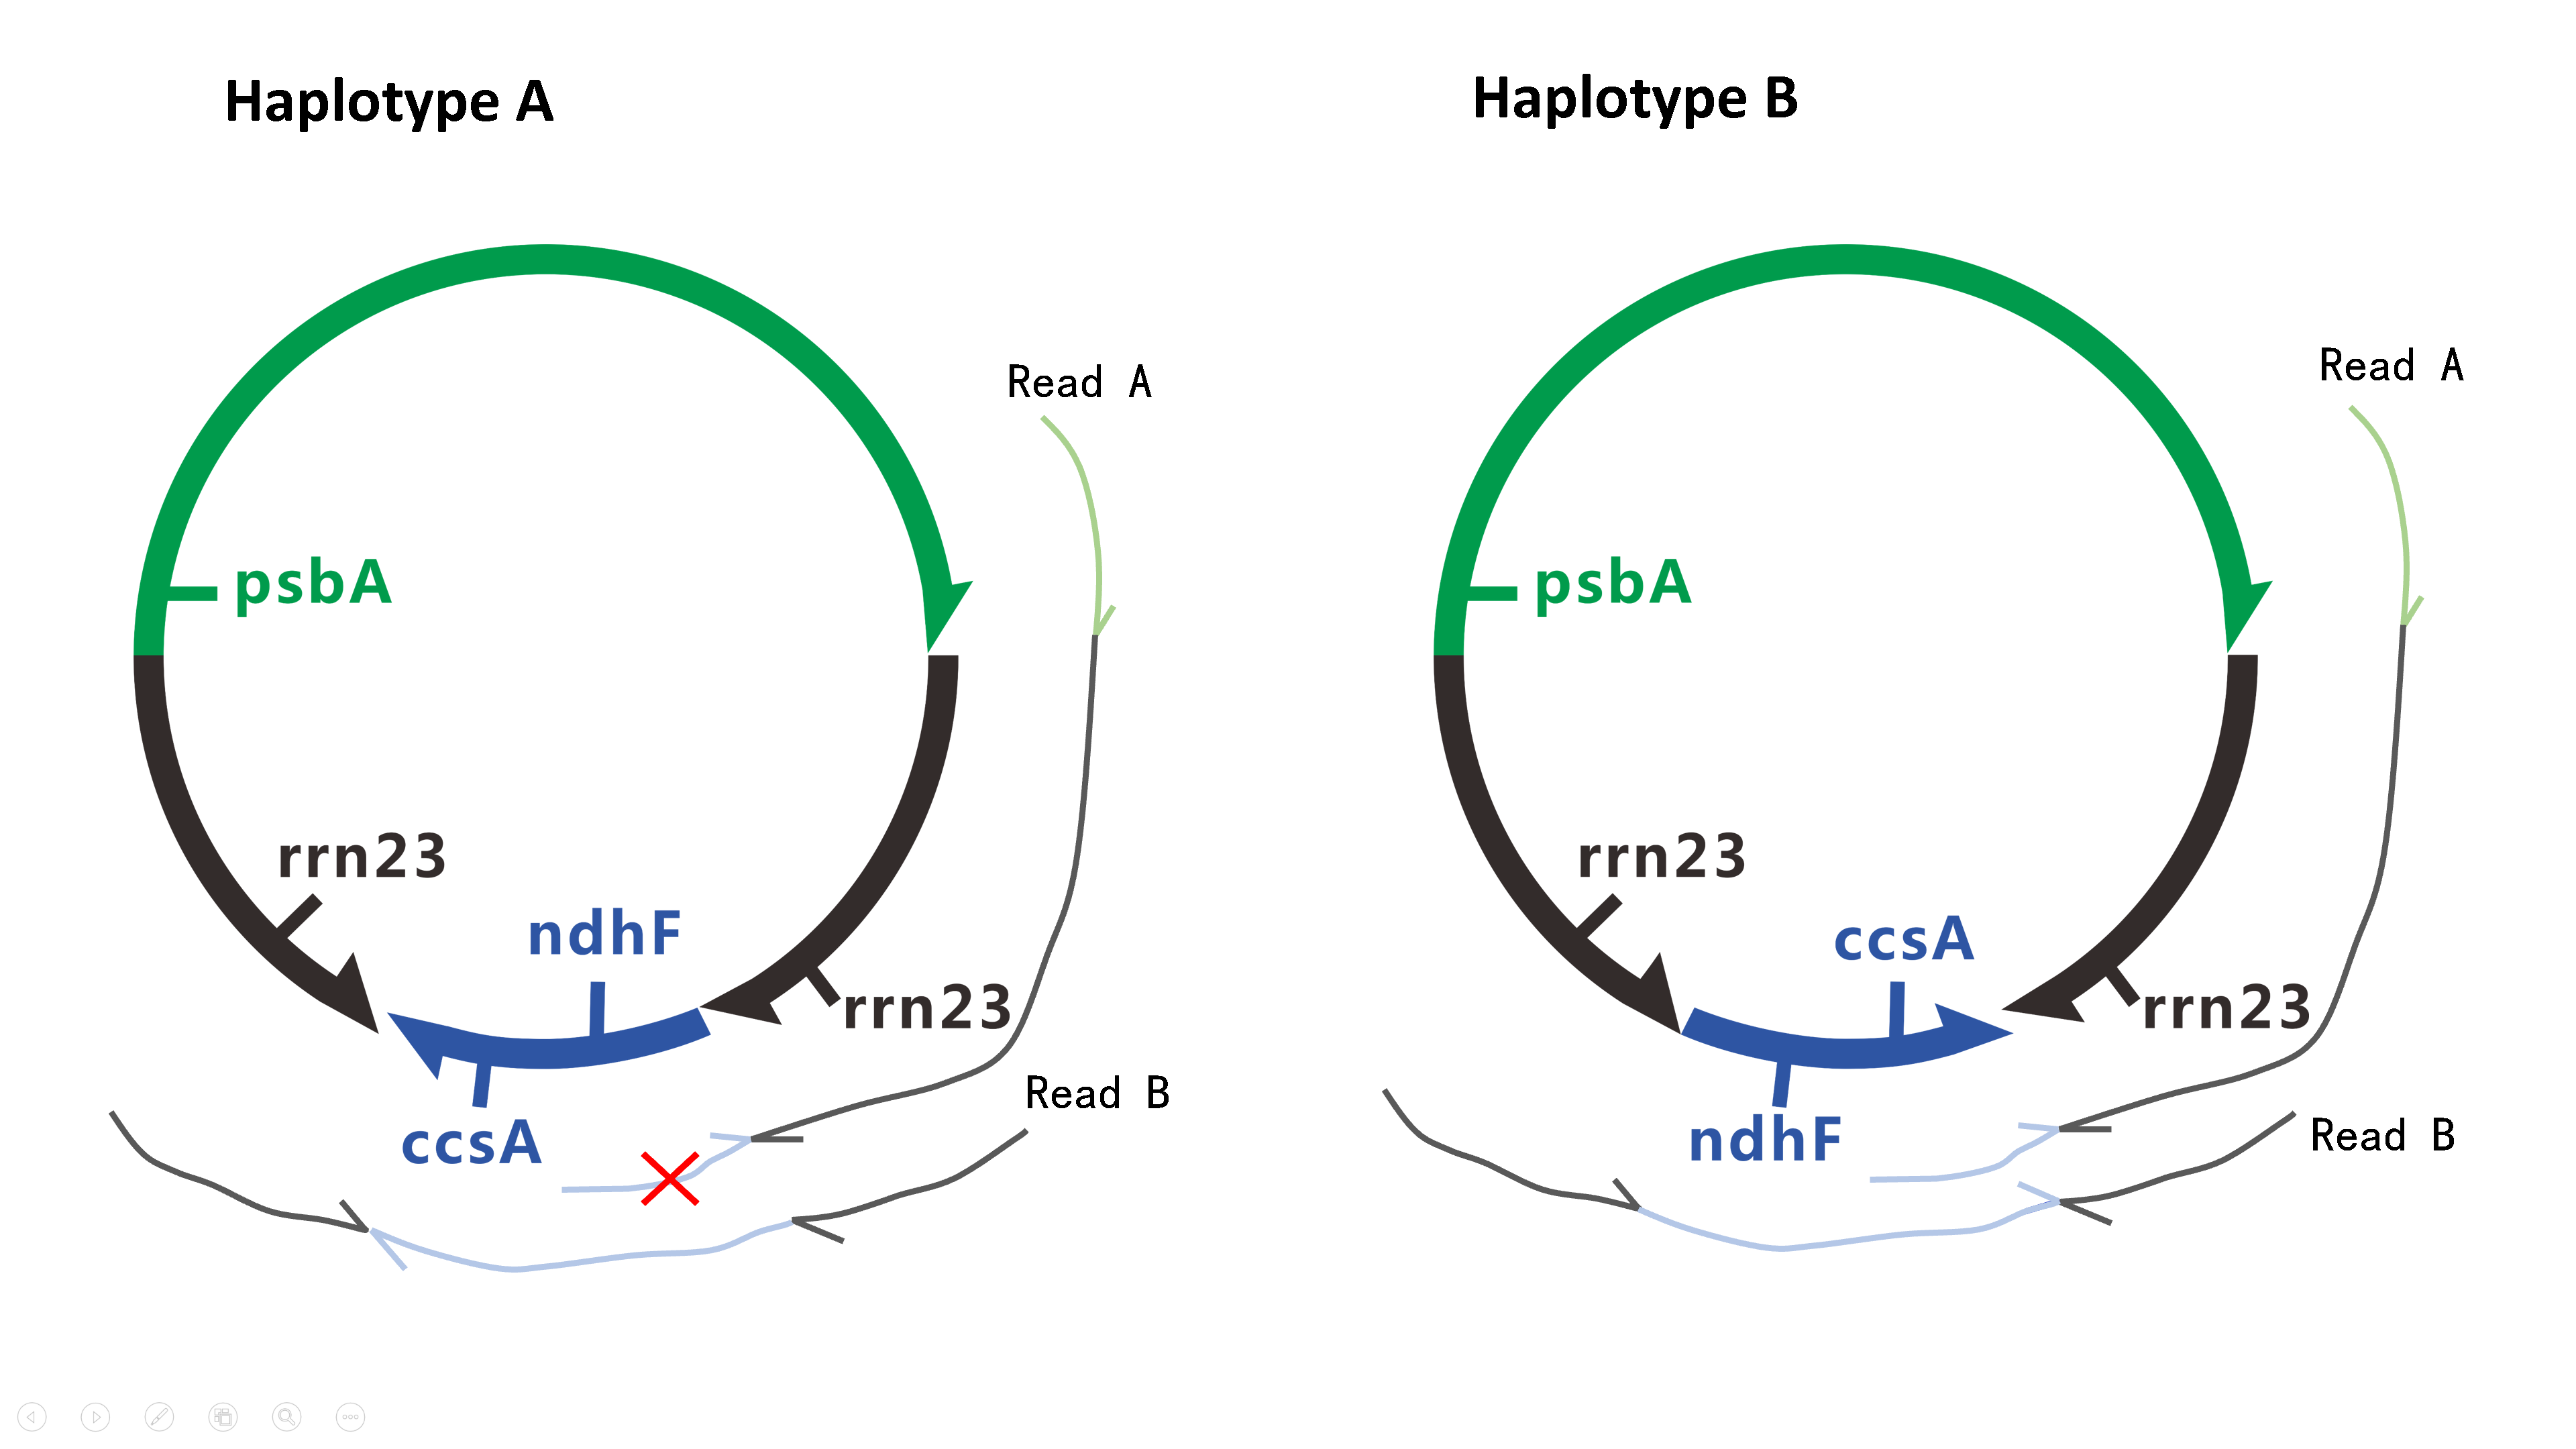 Haplotype A
Read A
psbA
rrn23
ndhF
rrn23
ccsA
Read B
Haplotype B
Read A
psbA
rrn23
ccsA
rrn23
ndhF
Read B